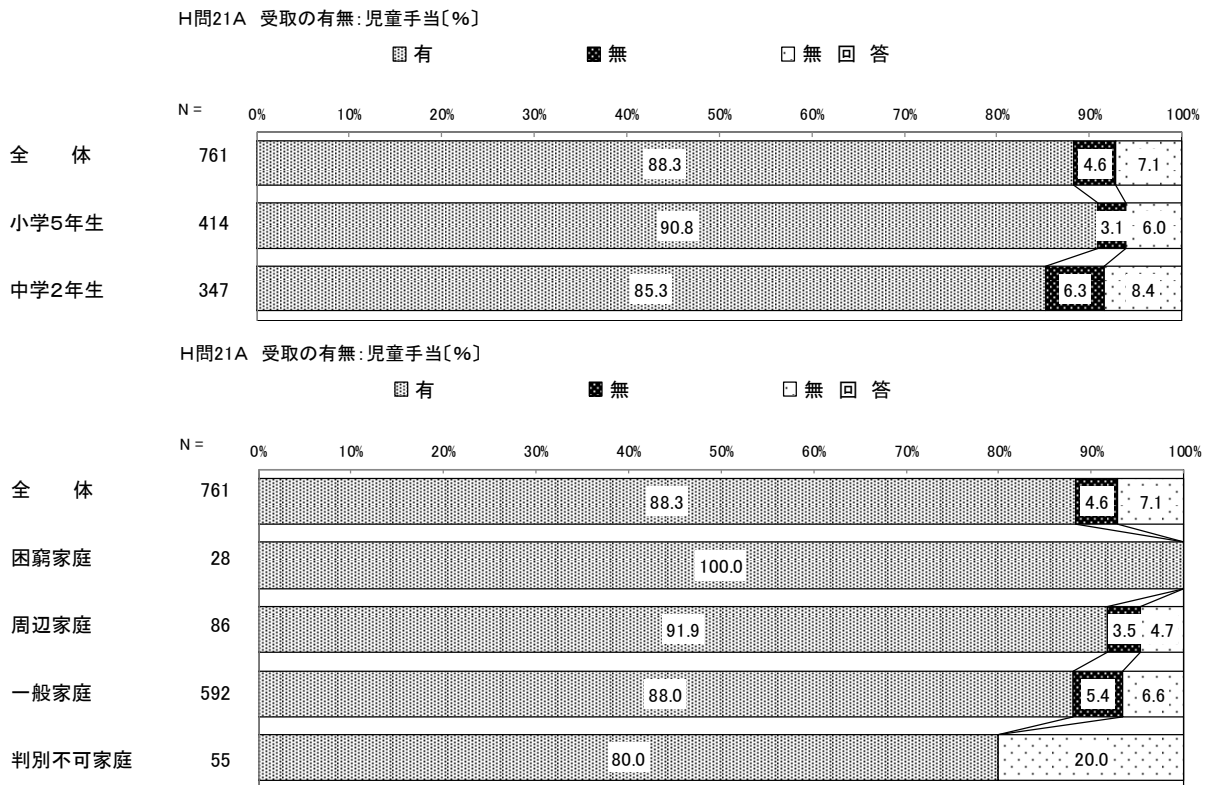 H問21A 受取の有無:児童手当〔%〕
有 無 無 回 答
N = 0% 10% 20% 30% 40% 50% 60% 70% 80% 90% 100%
全 体 761 88.3 4.6 7.1
小学5年生 414 90.8 3.1 6.0
中学2年生 347 85.3 6.3 8.4
H問21A 受取の有無:児童手当〔%〕
有 無 無 回 答
N = 0% 10% 20% 30% 40% 50% 60% 70% 80% 90% 100%
全 体 761 88.3 4.6 7.1
困窮家庭 28 100.0
周辺家庭 86 91.9 3.5 4.7
一般家庭 592 88.0 5.4 6.6
判別不可家庭 55 80.0 20.0